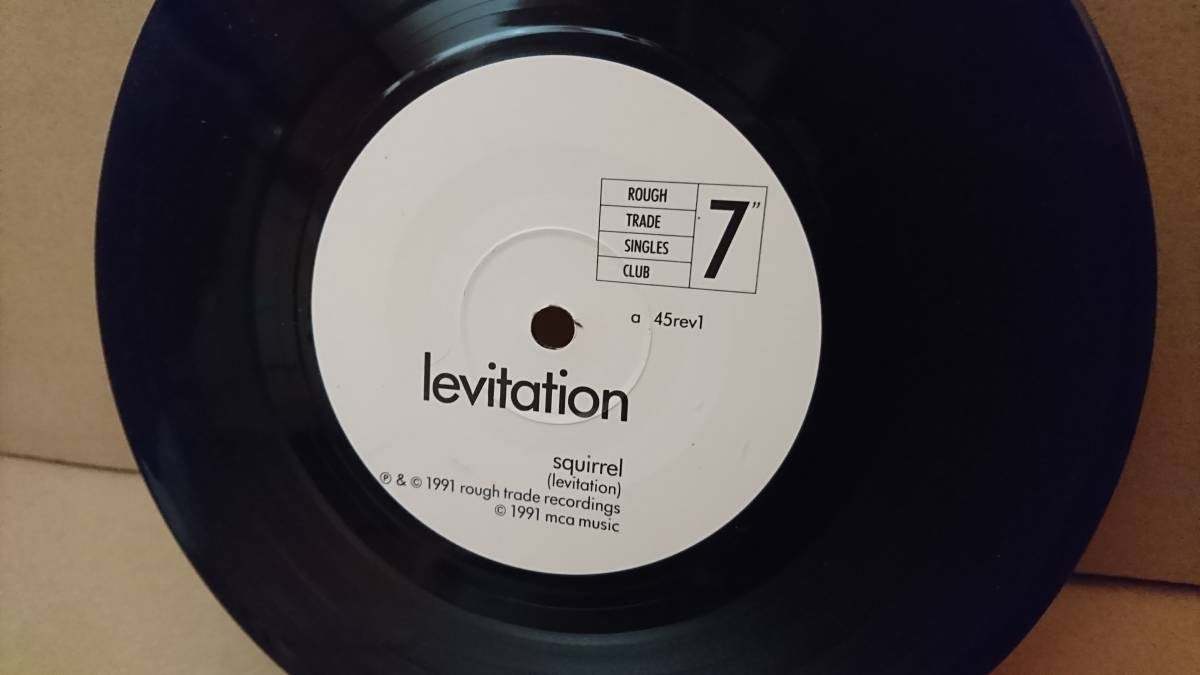 ROUGH
TRADE
SINGLES
CLUB
7"
a 45rev1
levitation
squirrel
(levitation)
℗ & © 1991 rough trade recordings
© 1991 mca music